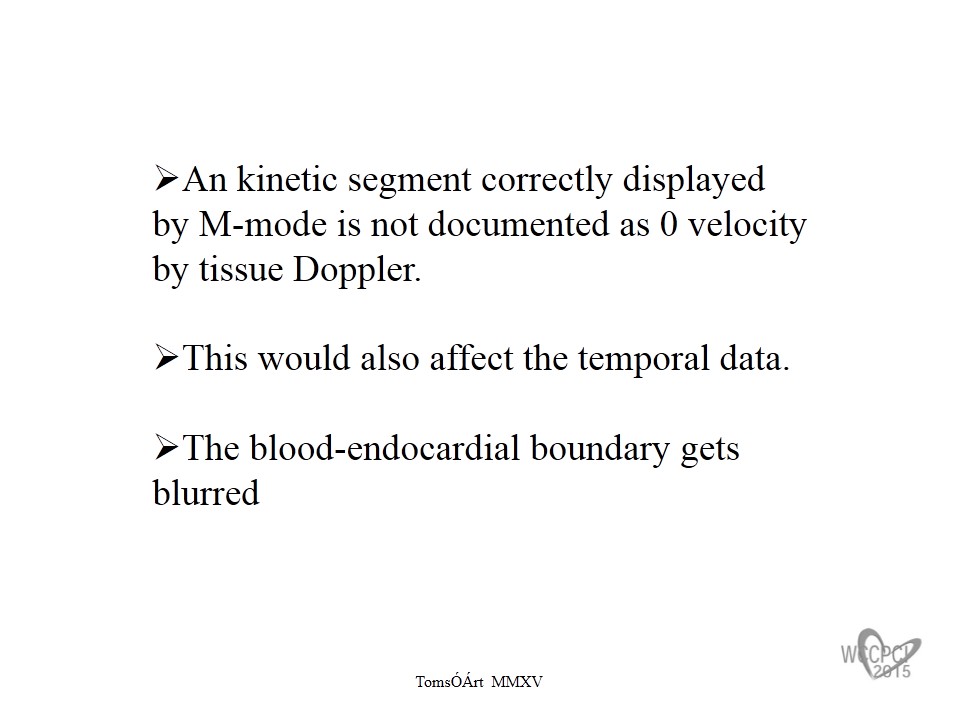 ➢An kinetic segment correctly displayed
by M-mode is not documented as 0 velocity
by tissue Doppler.
➢This would also affect the temporal data.
➢The blood-endocardial boundary gets
blurred
WCCPCI
2015
TomsÓÁrt MMXV